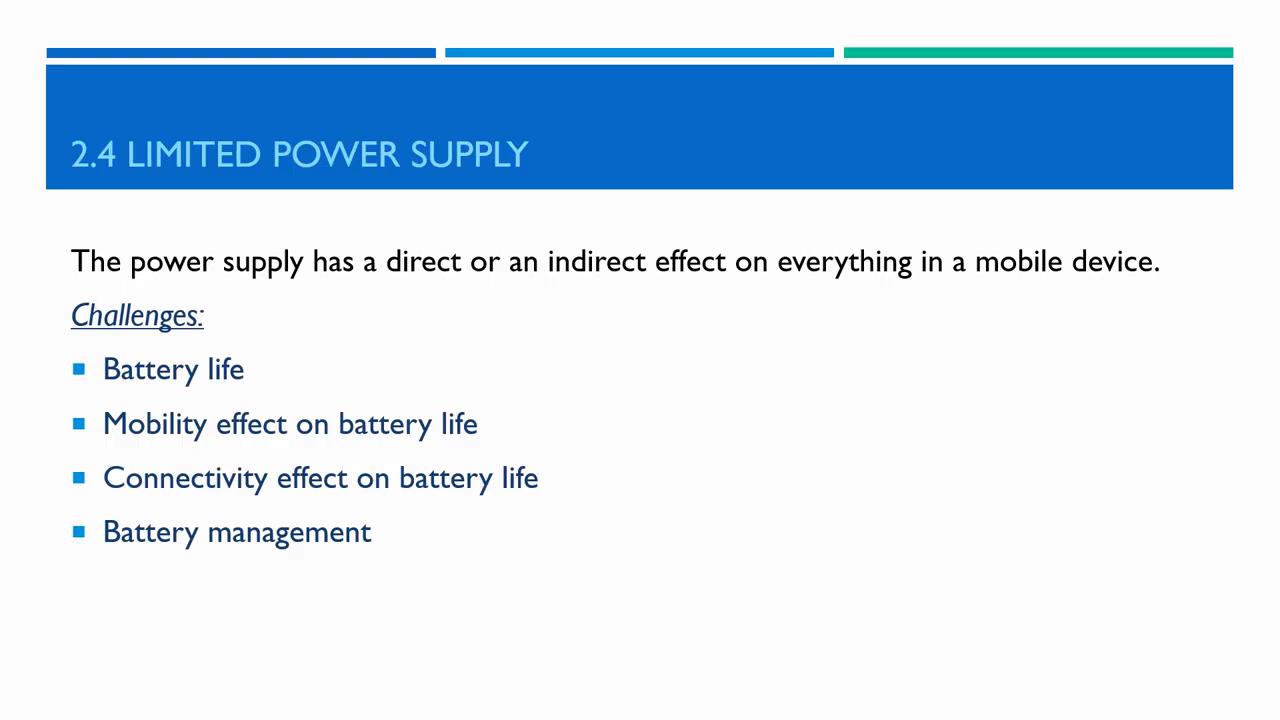 2.4 LIMITED POWER SUPPLY
The power supply has a direct or an indirect effect on everything in a mobile device.
Challenges:
Battery life
Mobility effect on battery life
Connectivity effect on battery life
Battery management